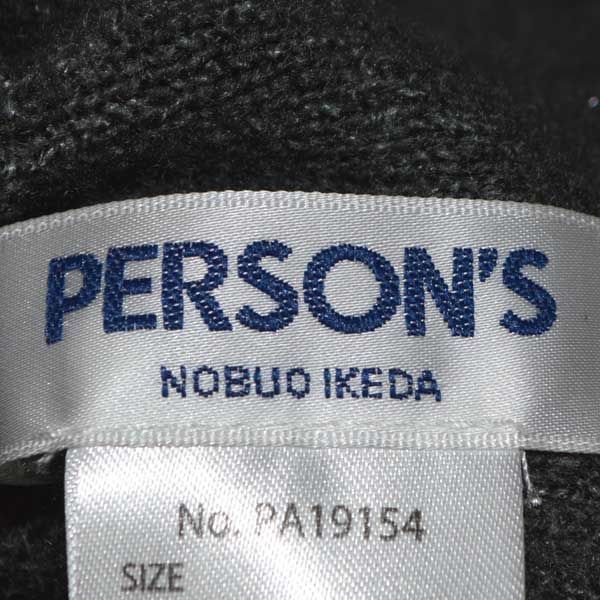 PERSON'S
NOBUO IKEDA
No. PA19154
SIZE